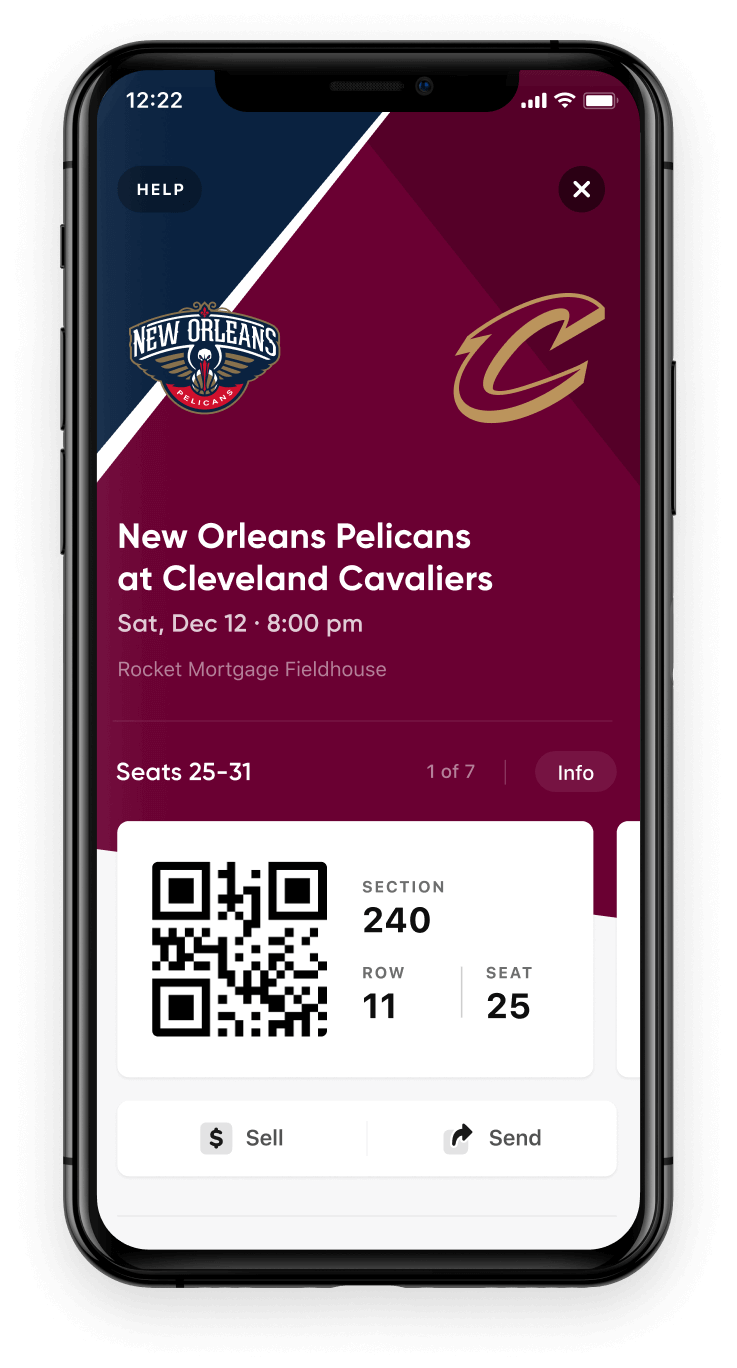 12:22
HELP
NEW ORLEANS
PELICANS
C
New Orleans Pelicans
at Cleveland Cavaliers
Sat, Dec 12 · 8:00 pm
Rocket Mortgage Fieldhouse
Seats 25-31
1 of 7
Info
SECTION
240
ROW
SEAT
11
25
$ Sell
Send